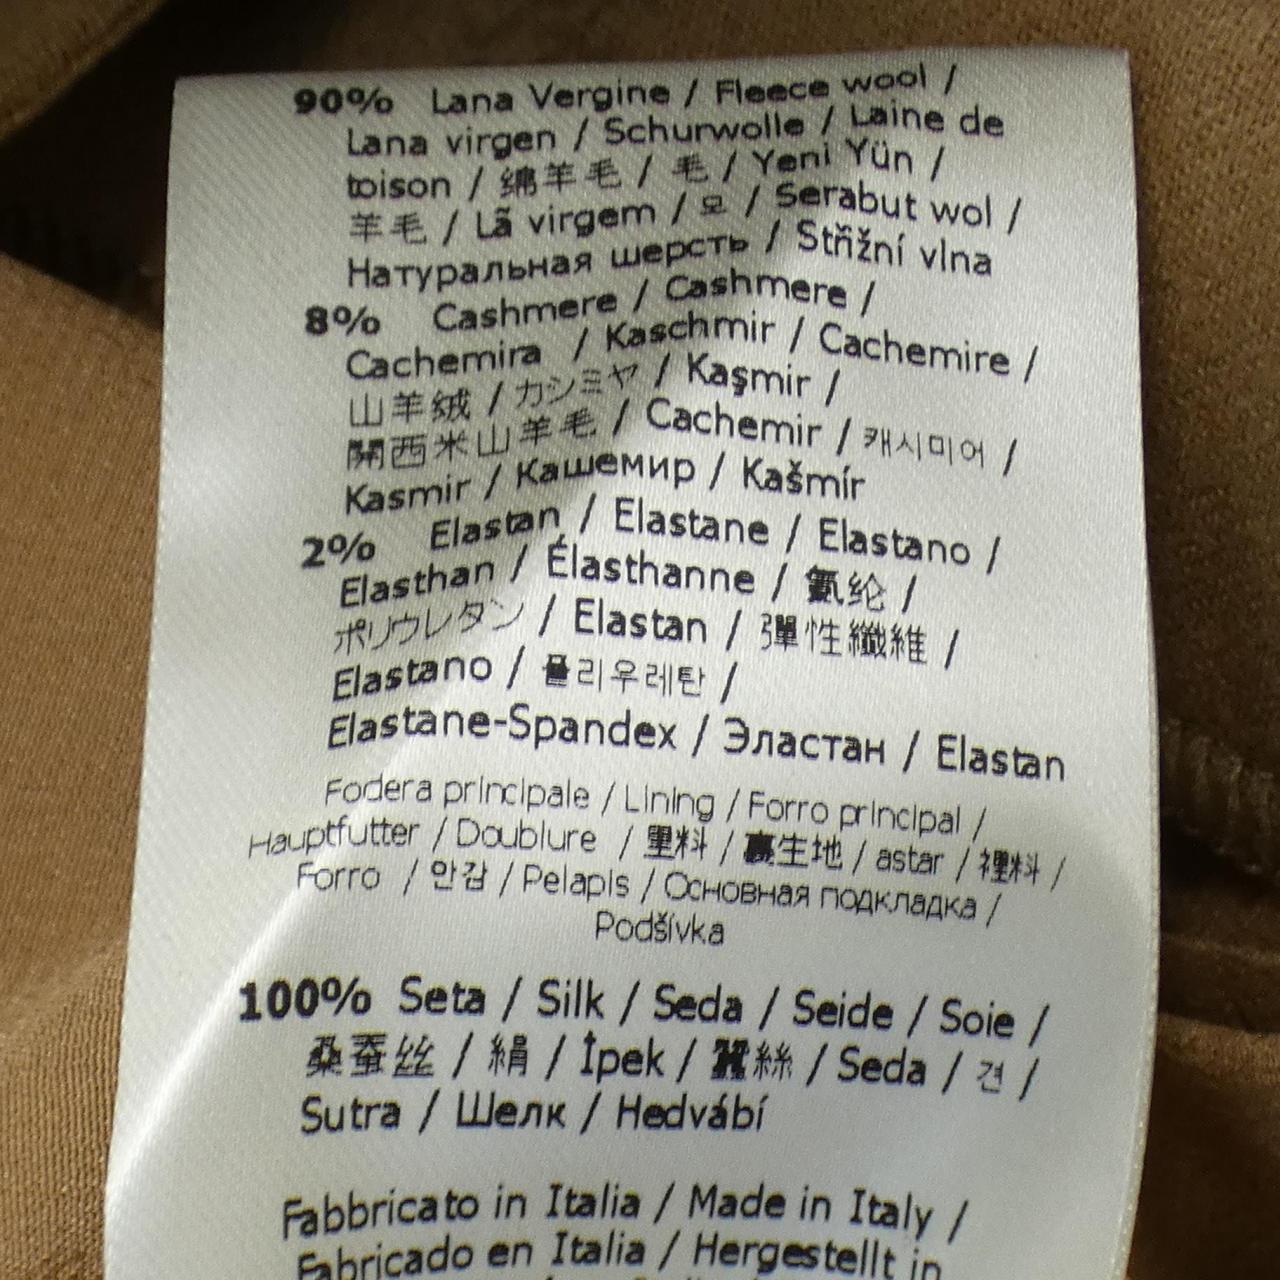 90% Lana Vergine / Fleece wool /
Lana virgen / Schurwolle / Laine de
toison / 绵羊毛 / 毛 / Yeni Yün /
羊毛 / Lã virgem / 모 / Serabut wol /
Натуральная шерсть / Střižní vlna
8% Cashmere / Cashmere /
Cachemira / Kaschmir / Cachemire /
山羊绒 / カシミヤ / Kaşmir /
開西米山羊毛 / Cachemir / 캐시미어 /
Kasmir / Кашемир / Kašmír
2% Elastan / Elastane / Elastano /
Elasthan / Élasthanne / 氨纶 /
ポリウレタン / Elastan / 彈性纖維 /
Elastano / 폴리우레탄 /
Elastane-Spandex / Эластан / Elastan
Fodera principale / Lining / Forro principal /
Hauptfutter / Doublure / 里料 / 裏生地 / astar / 裡料 /
Forro / 안감 / Pelapis / Основная подкладка /
Podšívka
100% Seta / Silk / Seda / Seide / Soie /
桑蚕丝 / 絹 / İpek / 蠶絲 / Seda / 견 /
Sutra / Шелк / Hedvábí
Fabbricato in Italia / Made in Italy /
Fabricado en Italia / Hergestellt in